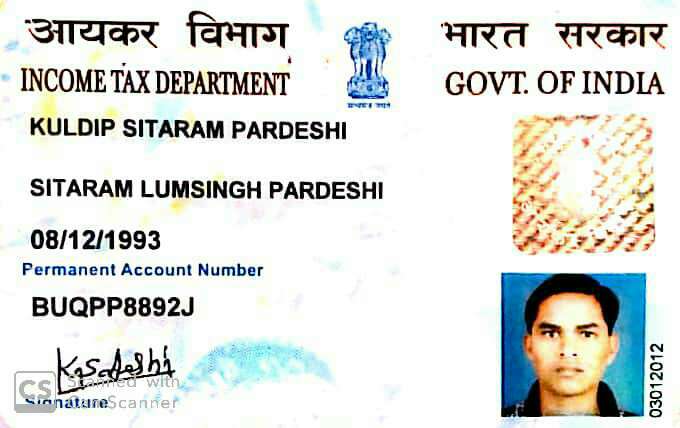 आयकर विभाग
INCOME TAX DEPARTMENT
सत्यमेव जयते
भारत सरकार
GOVT. OF INDIA
KULDIP SITARAM PARDESHI
SITARAM LUMSINGH PARDESHI
08/12/1993
Permanent Account Number
BUQPP8892J
Signature
CS
Scanned with
CamScanner
03012012